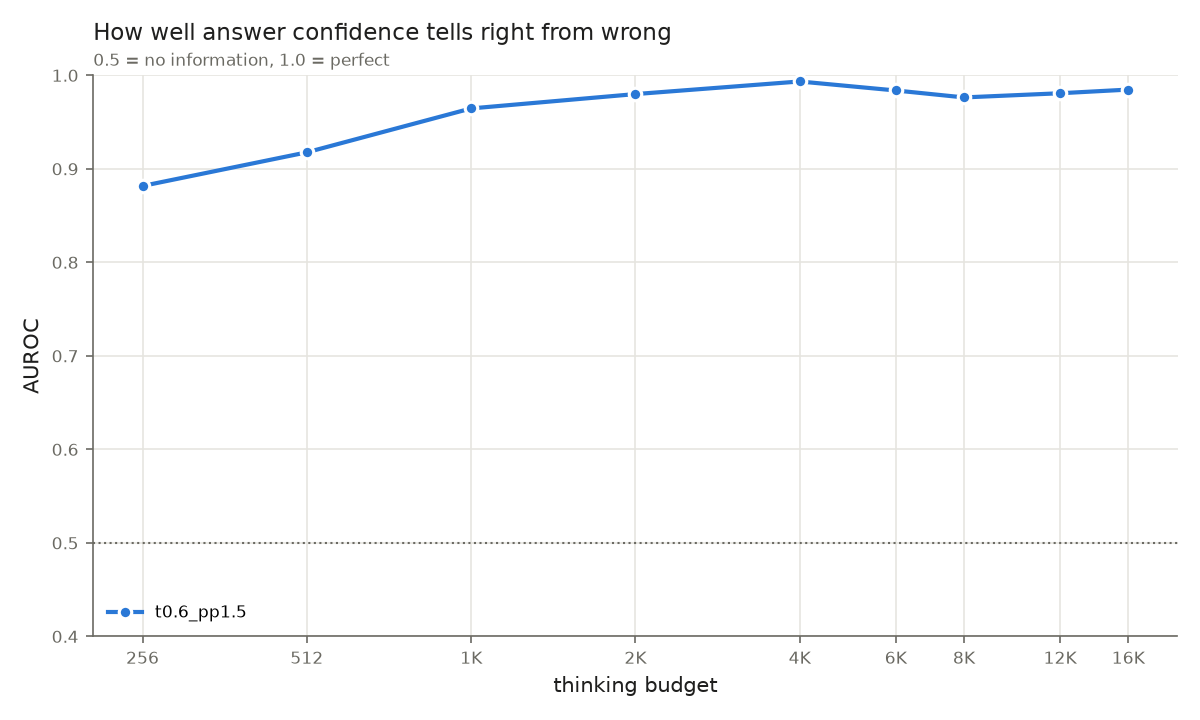 How well answer confidence tells right from wrong
0.5 = no information, 1.0 = perfect
1.0
0.9
0.8
0.7
0.6
0.5
0.4
AUROC
t0.6_pp1.5
256 512 1K 2K 4K 6K 8K 12K 16K
thinking budget